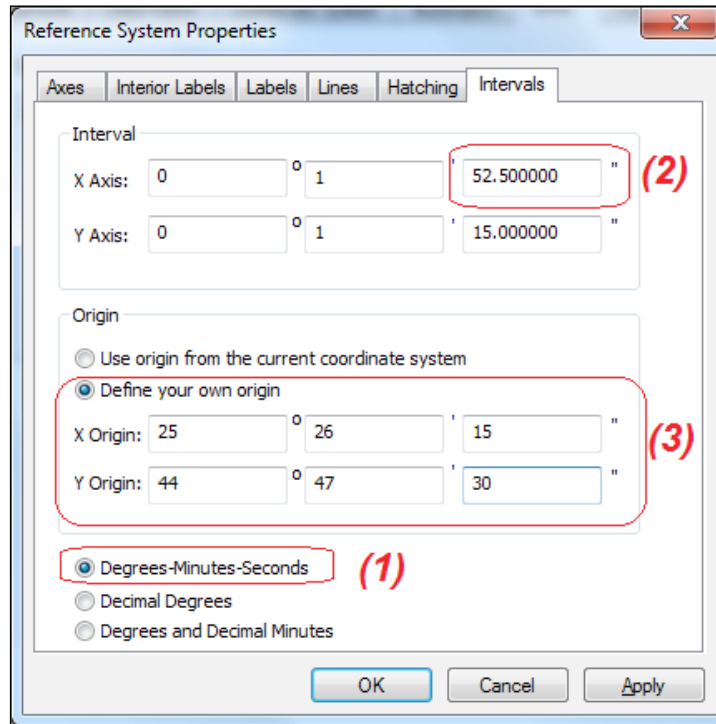 Reference System Properties X
Axes Interior Labels Labels Lines Hatching Intervals
Interval
X Axis: 0 ° 1 ' 52.500000 " (2)
Y Axis: 0 ° 1 ' 15.000000 "
Origin
Use origin from the current coordinate system
Define your own origin
X Origin: 25 ° 26 ' 15 "
(3)
Y Origin: 44 ° 47 ' 30 "
Degrees-Minutes-Seconds (1)
Decimal Degrees
Degrees and Decimal Minutes
OK Cancel Apply